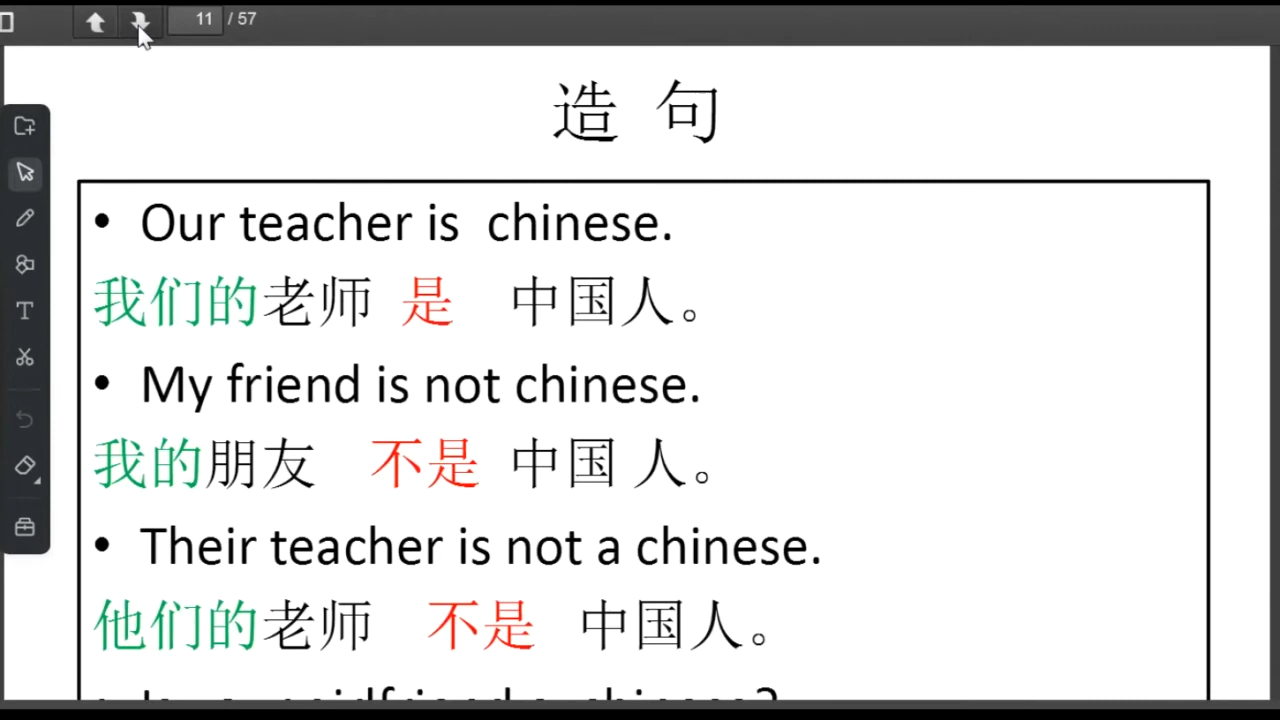 11 / 57
造 句
• Our teacher is chinese.
我们的老师 是 中国人。
• My friend is not chinese.
我的朋友 不是 中国 人。
• Their teacher is not a chinese.
他们的老师 不是 中国人。